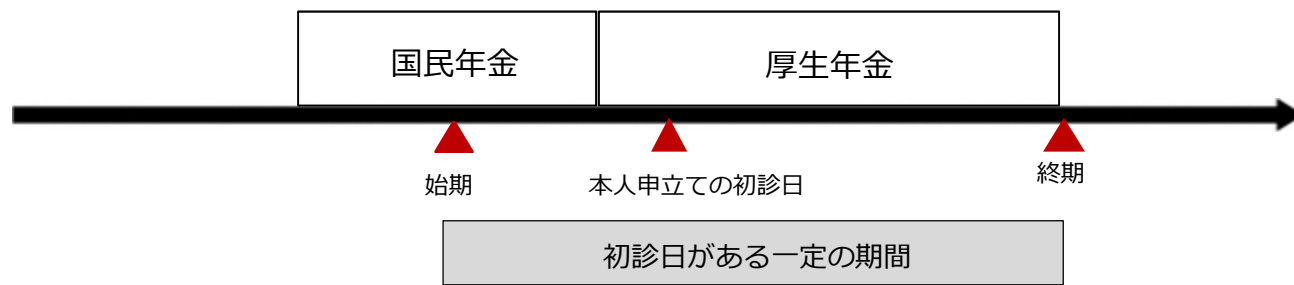 国民年金
厚生年金
始期
本人申立ての初診日
終期
初診日がある一定の期間